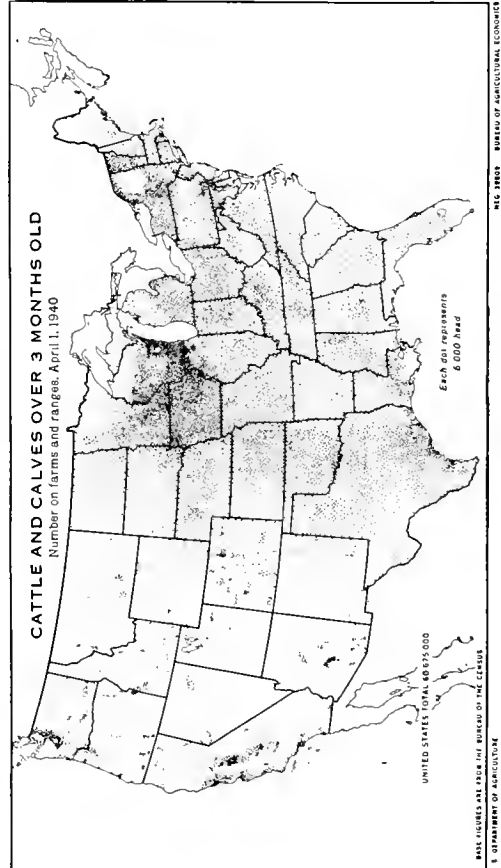 CATTLE AND CALVES OVER 3 MONTHS OLD
Number on farms and ranges, April 1, 1940
Each dot represents
6 000 head
UNITED STATES TOTAL 60 675 000
BASE FIGURES ARE FROM THE BUREAU OF THE CENSUS
DEPARTMENT OF AGRICULTURE
NEG 39809 BUREAU OF AGRICULTURAL ECONOMICS